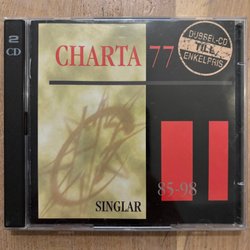 2
CD
CHARTA 77
DUBBEL-CD
TILL
ENKELPRIS
85-98
SINGLAR